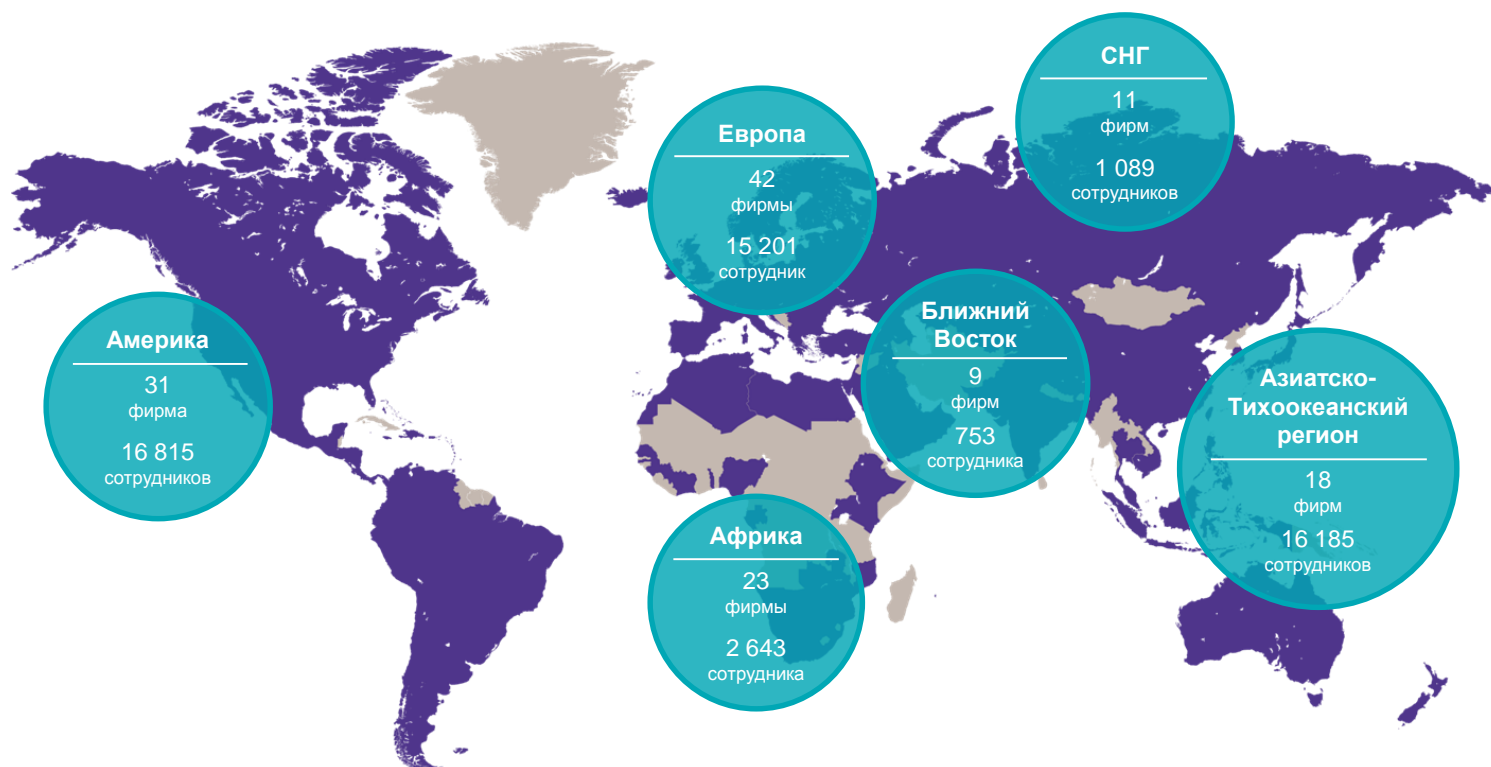 СНГ
11
фирм
1 089
сотрудников
Европа
42
фирмы
15 201
сотрудник
Ближний
Восток
9
фирм
753
сотрудника
Америка
31
фирма
16 815
сотрудников
Азиатско-
Тихоокеанский
регион
18
фирм
16 185
сотрудников
Африка
23
фирмы
2 643
сотрудника